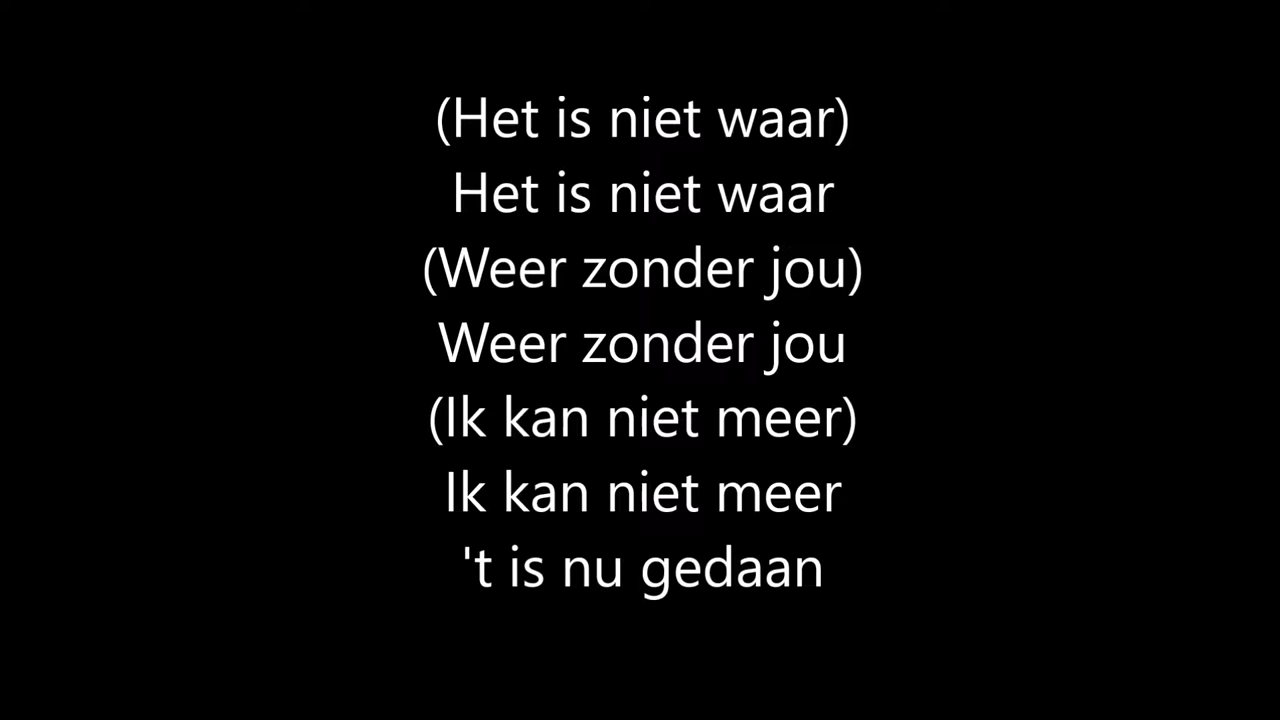 (Het is niet waar)
Het is niet waar
(Weer zonder jou)
Weer zonder jou
(Ik kan niet meer)
Ik kan niet meer
't is nu gedaan